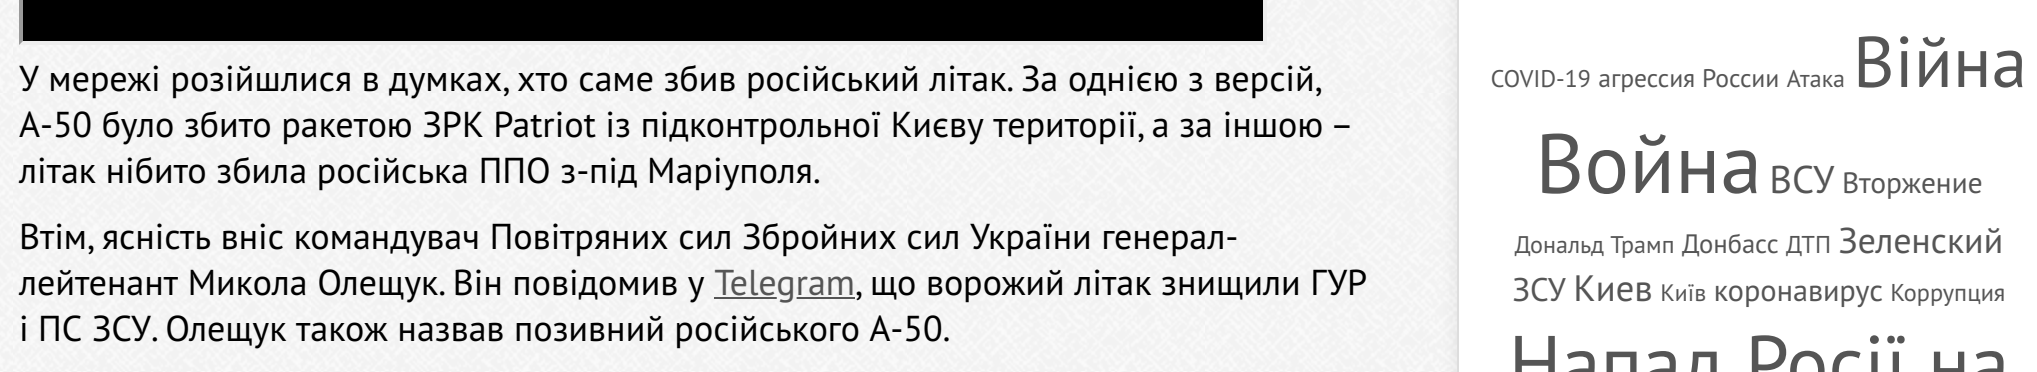 У мережі розійшлися в думках, хто саме збив російський літак. За однією з версій,
А-50 було збито ракетою ЗРК Patriot із підконтрольної Києву території, а за іншою –
літак нібито збила російська ППО з-під Маріуполя.
Втім, ясність вніс командувач Повітряних сил Збройних сил України генерал-
лейтенант Микола Олещук. Він повідомив у Telegram, що ворожий літак знищили ГУР
і ПС ЗСУ. Олещук також назвав позивний російського А-50.
COVID-19 агрессия России Атака Війна
Война ВСУ Вторжение
Дональд Трамп Донбасс ДТП Зеленский
ЗСУ Киев Київ коронавирус Коррупция
Напад Росії на